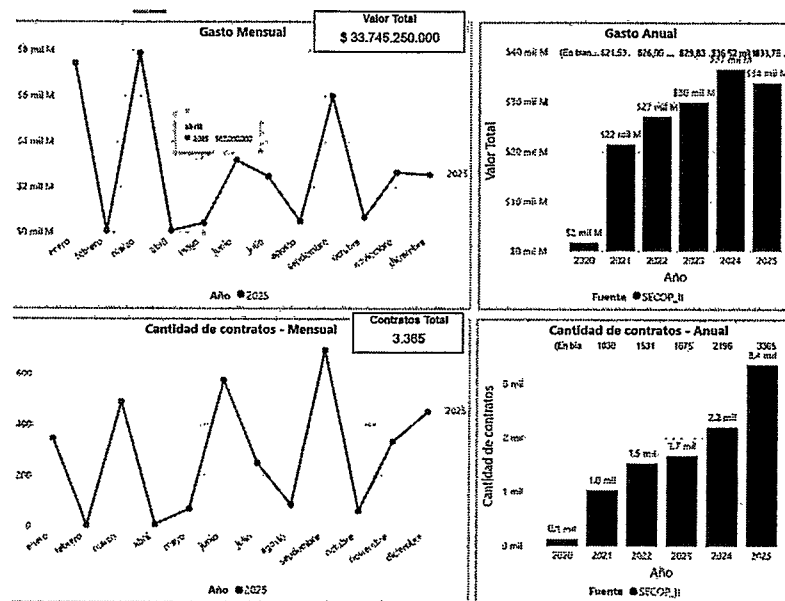 Gasto Mensual
Valor Total
$ 33.745.250.000
$8 mil M
$6 mil M
$4 mil M
$2 mil M
$0 mil M
abril
2025
2025
enero
febrero
marzo
abril
mayo
junio
julio
agosto
septiembre
octubre
noviembre
diciembre
Año 2025
Gasto Anual
$40 mil M
$30 mil M
$20 mil M
$10 mil M
$0 mil M
Valor Total
$2 mil M
$22 mil M
$27 mil M
$30 mil M
$37 mil M
$34 mil M
2020 2021 2022 2023 2024 2025
Año
Fuente SECOP_II
Cantidad de contratos - Mensual
Contratos Total
3.365
600
400
200
0
2025
enero
febrero
marzo
abril
mayo
junio
julio
agosto
septiembre
octubre
noviembre
diciembre
Año 2025
Cantidad de contratos - Anual
1531 1675 2196 3365
2 mil
1 mil
0 mil
Cantidad de contratos
0.1 mil
1.0 mil
1.5 mil
1.7 mil
2.2 mil
3.4 mil
2020 2021 2022 2023 2024 2025
Año
Fuente SECOP_II